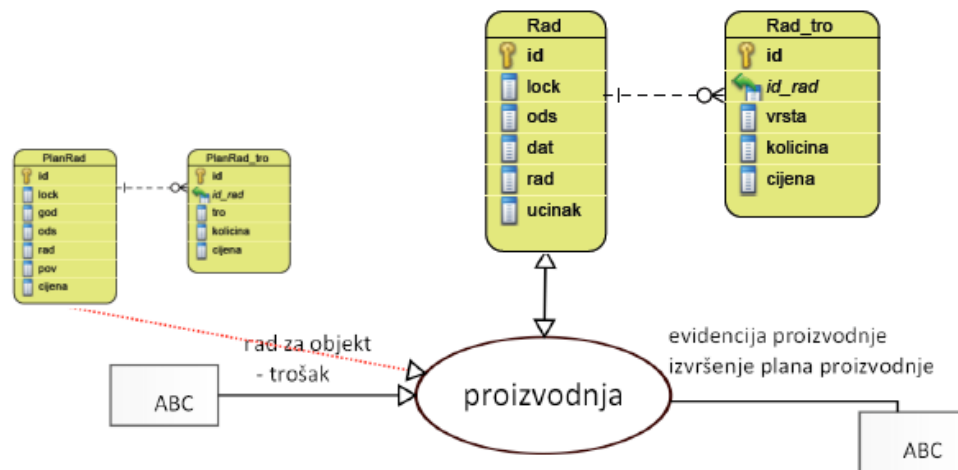 Rad
id
lock
ods
dat
rad
ucinak
Rad_tro
id
id_rad
vrsta
kolicina
cijena
PlanRad
id
lock
god
ods
rad
pov
cijena
PlanRad_tro
id
id_rad
tro
kolicina
cijena
rad za objekt
- trošak
ABC
proizvodnja
evidencija proizvodnje
izvršenje plana proizvodnje
ABC